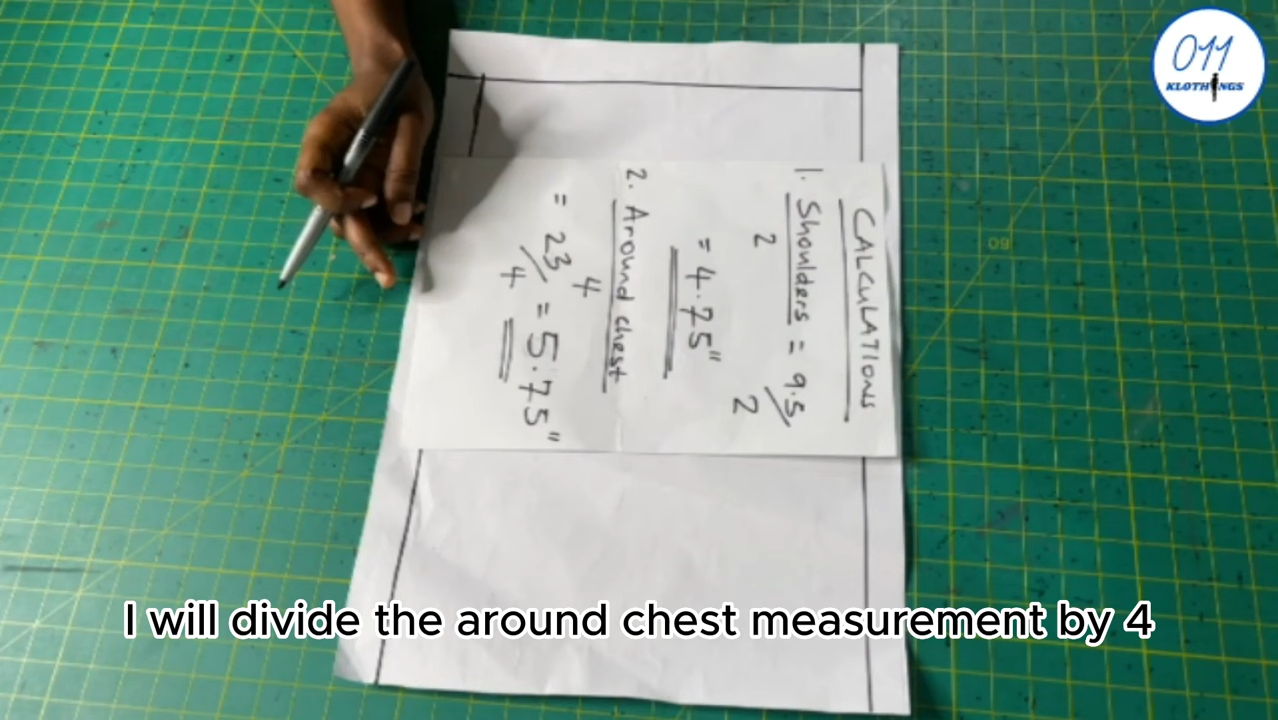 CALCULATIONS
1. Shoulders = 9.5/
2 2
= 4.75"
2. Around chest
4
= 23/ = 5.75"
4
60
011
KLOTHINGS
I will divide the around chest measurement by 4